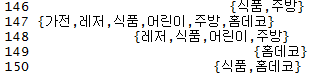 146 {식품,주방}
147 {가전,레저,식품,어린이,주방,홈데코}
148 {레저,식품,어린이,주방}
149 {홈데코}
150 {식품,홈데코}